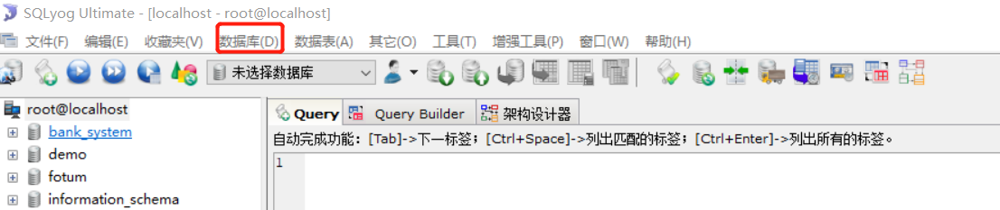 SQLyog Ultimate - [localhost - root@localhost]
文件(F) 编辑(E) 收藏夹(V) 数据库(D) 数据表(A) 其它(O) 工具(T) 增强工具(P) 窗口(W) 帮助(H)
未选择数据库
root@localhost
bank_system
demo
fotum
information_schema
Query Query Builder 架构设计器
自动完成功能：[Tab]->下一标签；[Ctrl+Space]->列出匹配的标签；[Ctrl+Enter]->列出所有的标签。
1